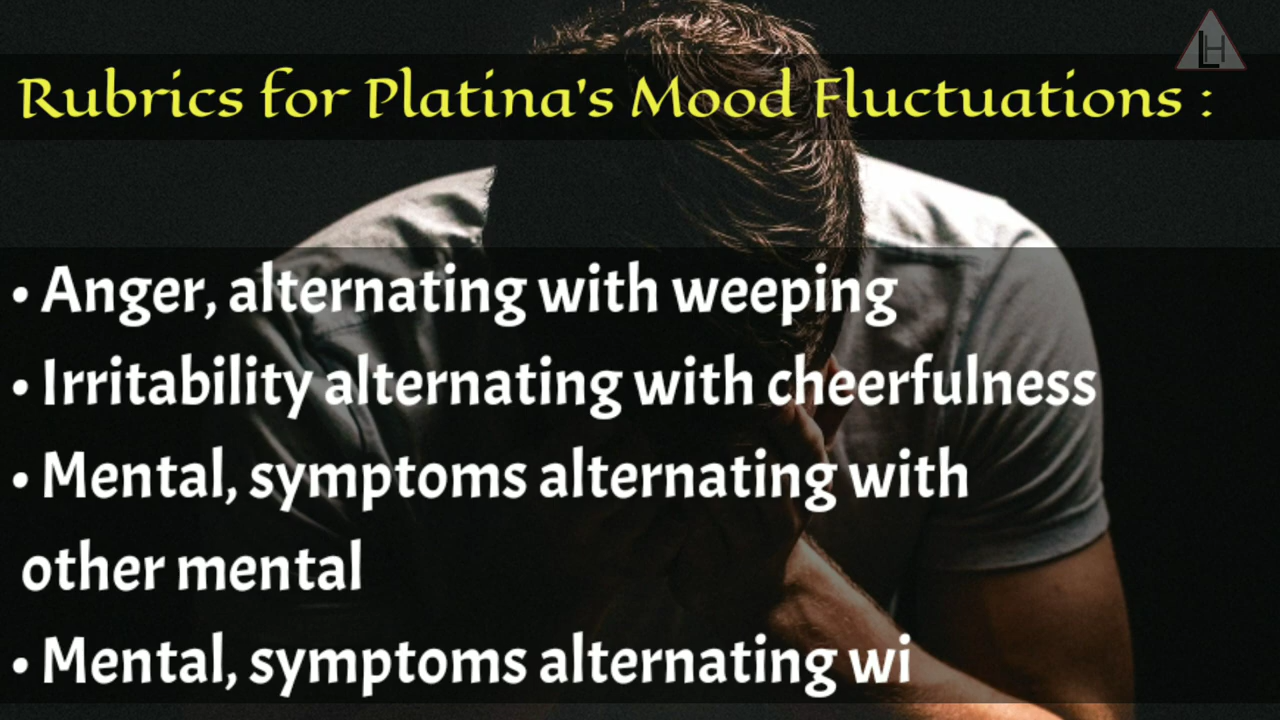 LH
Rubrics for Platina's Mood Fluctuations :
• Anger, alternating with weeping
• Irritability alternating with cheerfulness
• Mental, symptoms alternating with
other mental
• Mental, symptoms alternating wi